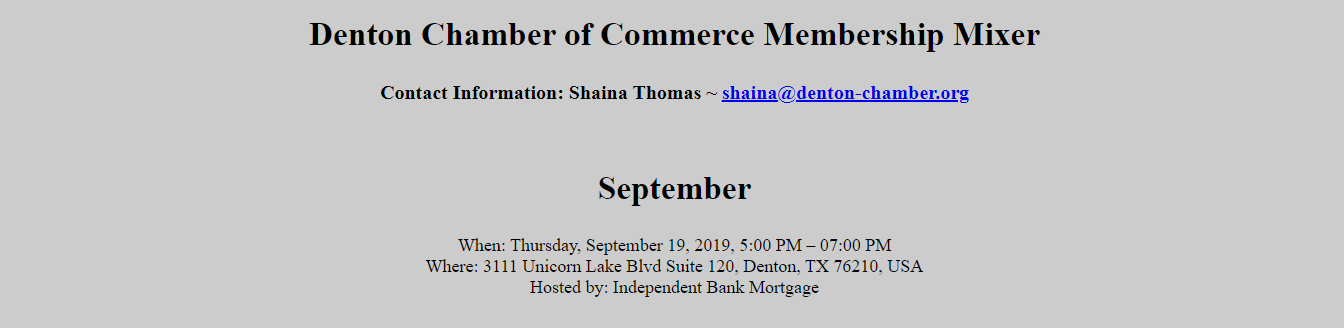 Denton Chamber of Commerce Membership Mixer
Contact Information: Shaina Thomas ~ shaina@denton-chamber.org
September
When: Thursday, September 19, 2019, 5:00 PM – 07:00 PM
Where: 3111 Unicorn Lake Blvd Suite 120, Denton, TX 76210, USA
Hosted by: Independent Bank Mortgage